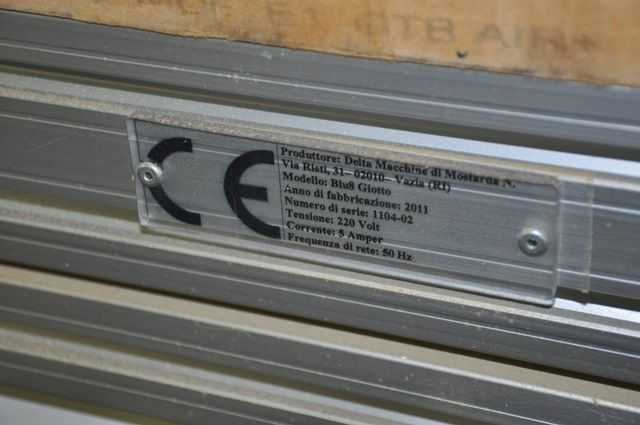 CE
Produttore: Delta Macchine di Mostarda N.
Via Risti, 31– 02010– Vazia (RI)
Modello: Blu8 Giotto
Anno di fabbricazione: 2011
Numero di serie: 1104-02
Tensione: 220 Volt
Corrente: 5 Amper
Frequenza di rete: 50 Hz